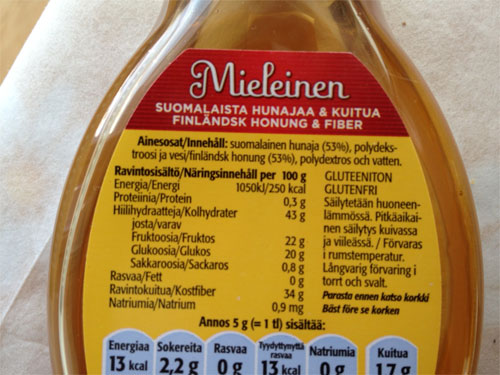 Mieleinen
SUOMALAISTA HUNAJAA & KUITUA
FINLÄNDSK HONUNG & FIBER
Ainesosat/Innehåll: suomalainen hunaja (53%), polydeks-
troosi ja vesi/finländsk honung (53%), polydextros och vatten.
Ravintosisältö/Näringsinnehåll per 100 g
Energia/Energi 1050kJ/250 kcal
Proteiinia/Protein 0,3 g
Hiilihydraatteja/Kolhydrater 43 g
josta/varav
Fruktoosia/Fruktos 22 g
Glukoosia/Glukos 20 g
Sakkaroosia/Sackaros 0,8 g
Rasvaa/Fett 0 g
Ravintokuitua/Kostfiber 34 g
Natriumia/Natrium 0,9 mg
GLUTEENITON
GLUTENFRI
Säilytetään huoneen-
lämmössä. Pitkäaikai-
nen säilytys kuivassa
ja viileässä. / Förvaras
i rumstemperatur.
Långvarig förvaring i
torrt och svalt.
Parasta ennen katso korkki
Bäst före se korken
Annos 5 g (= 1 tl) sisältää:
Energiaa Sokereita Rasvaa Tyydyttynyttä rasvaa Natriumia Kuitua
13 kcal 2,2 g 0 g 13 kcal 0 g 1,7 g